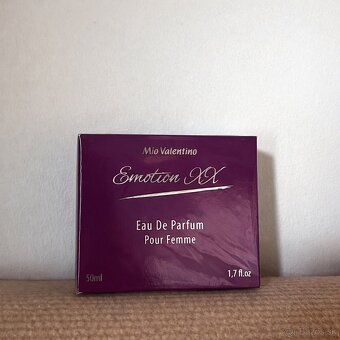 Mio Valentino
Emotion XX
Eau De Parfum
Pour Femme
50ml
1,7 fl.oz